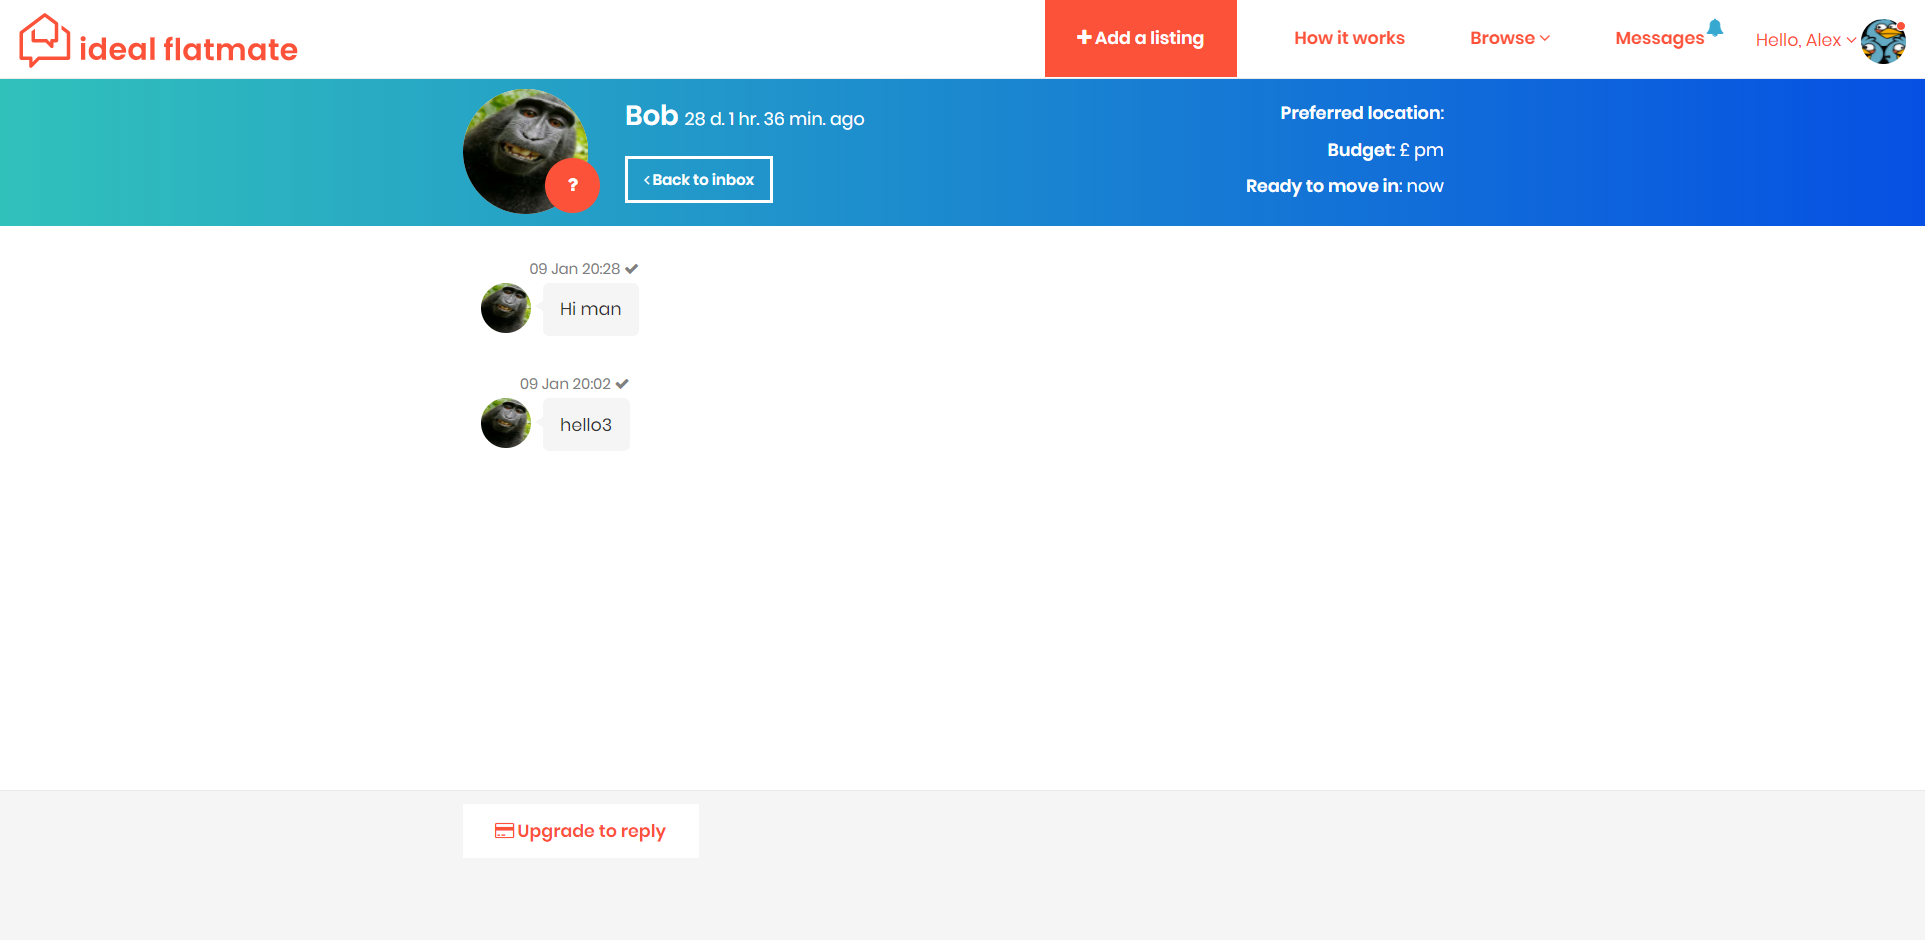 ideal flatmate
Add a listing
How it works
Browse
Messages
Hello, Alex
Bob 28 d. 1 hr. 36 min. ago
?
Back to inbox
Preferred location:
Budget: £ pm
Ready to move in: now
09 Jan 20:28
Hi man
09 Jan 20:02
hello3
Upgrade to reply